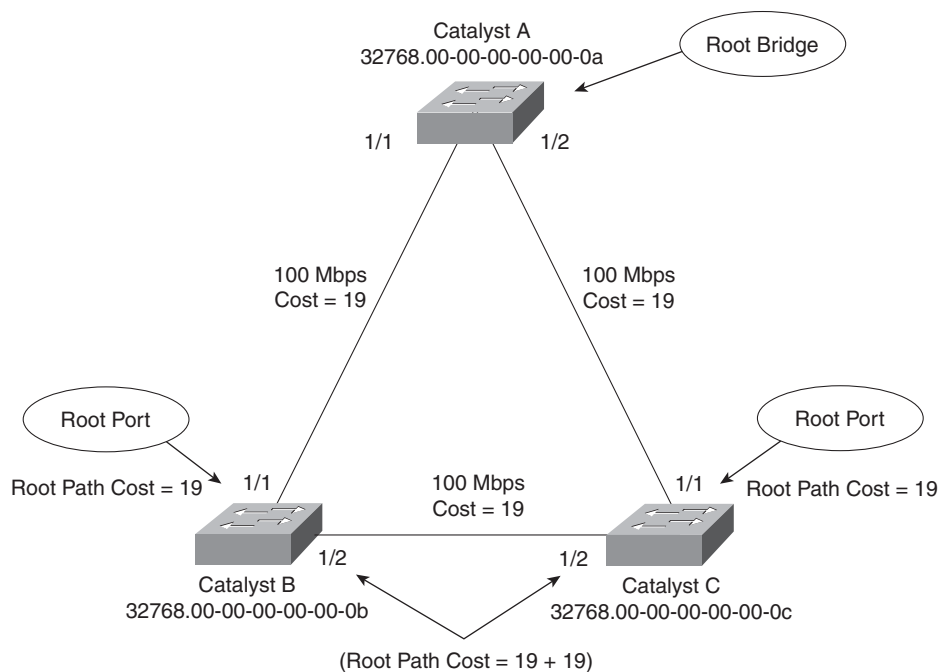 Catalyst A
32768.00-00-00-00-00-0a
Root Bridge
1/1
1/2
100 Mbps
Cost = 19
100 Mbps
Cost = 19
Root Port
Root Port
Root Path Cost = 19
1/1
100 Mbps
Cost = 19
1/1
Root Path Cost = 19
1/2
1/2
Catalyst B
32768.00-00-00-00-00-0b
Catalyst C
32768.00-00-00-00-00-0c
(Root Path Cost = 19 + 19)